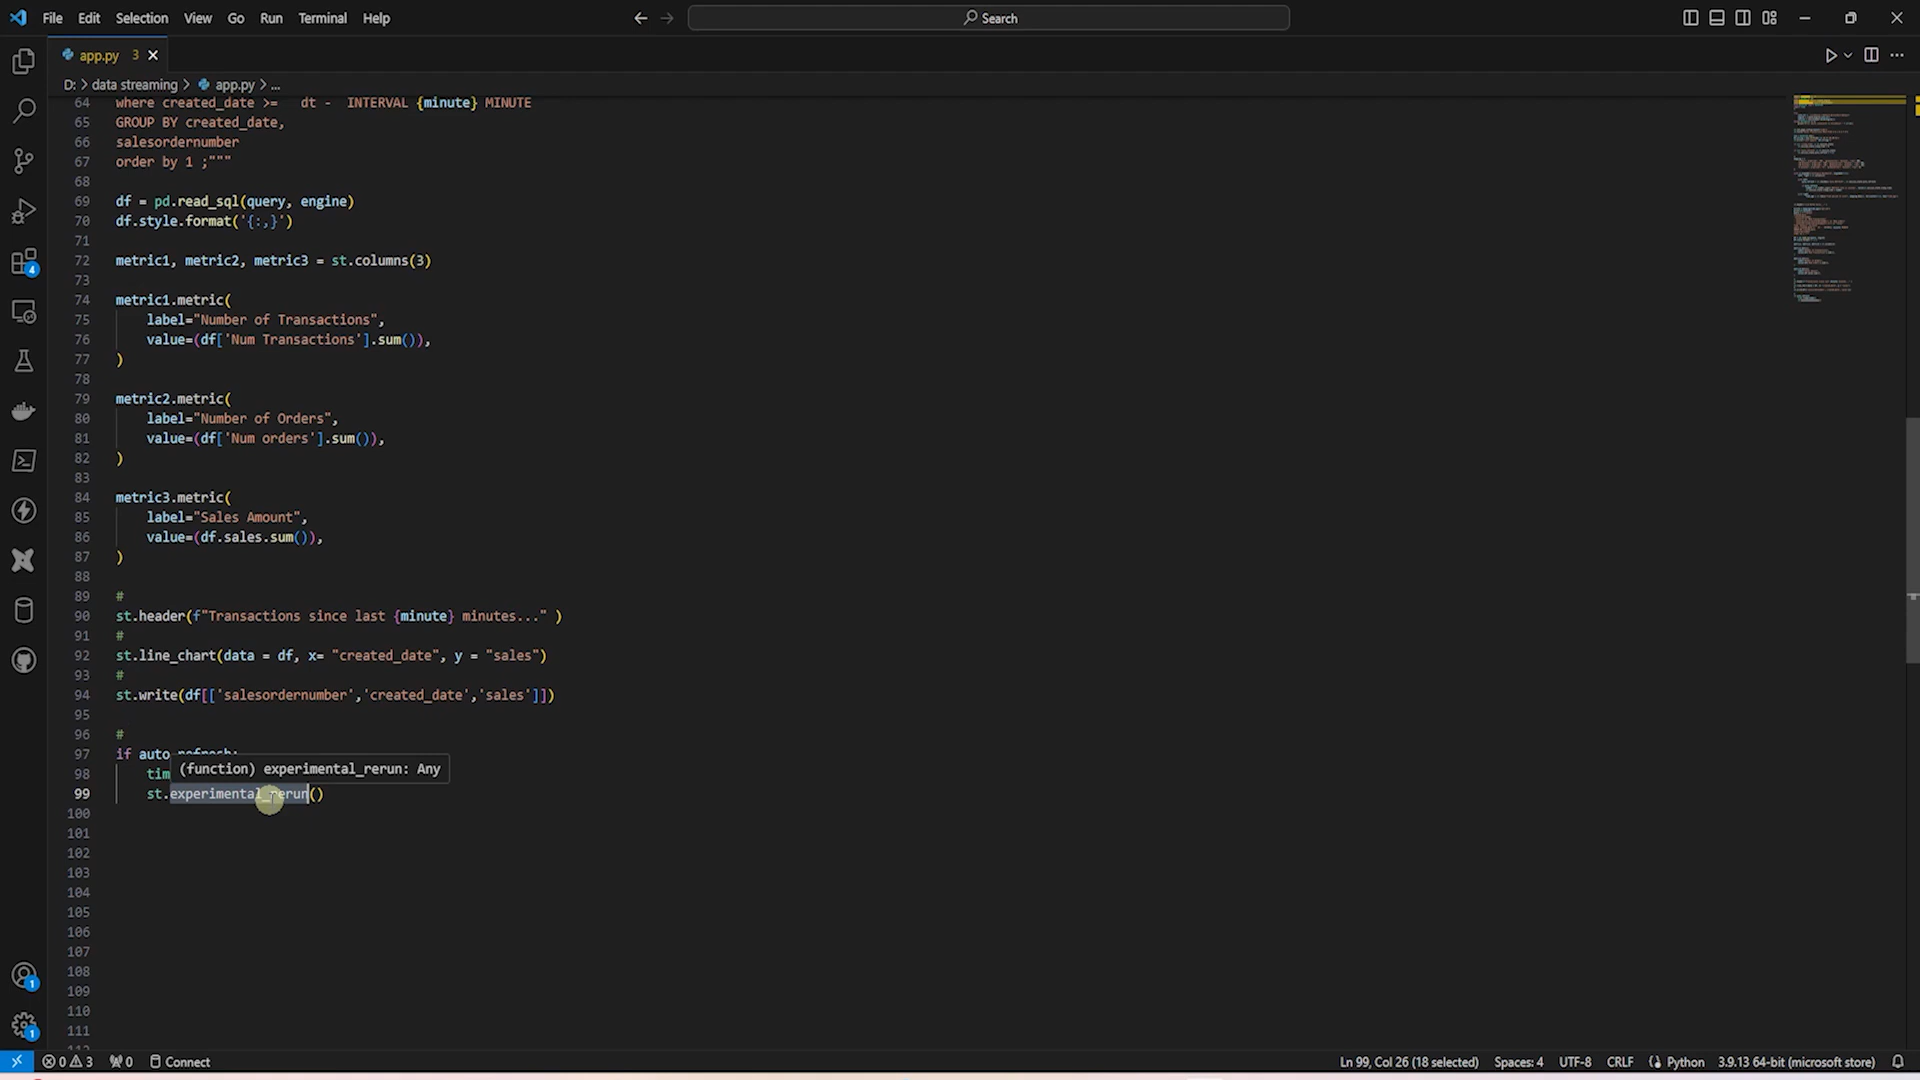 File Edit Selection View Go Run Terminal Help
Search
app.py 3
D: > data streaming > app.py > ...
64 where created_date >=   dt -  INTERVAL {minute} MINUTE
65 GROUP BY created_date,
66 salesordernumber
67 order by 1 ;"""
68
69 df = pd.read_sql(query, engine)
70 df.style.format('{:,}')
71
72 metric1, metric2, metric3 = st.columns(3)
73
74 metric1.metric(
75     label="Number of Transactions",
76     value=(df['Num Transactions'].sum()),
77 )
78
79 metric2.metric(
80     label="Number of Orders",
81     value=(df['Num orders'].sum()),
82 )
83
84 metric3.metric(
85     label="Sales Amount",
86     value=(df.sales.sum()),
87 )
88
89 #
90 st.header(f"Transactions since last {minute} minutes..." )
91 #
92 st.line_chart(data = df, x= "created_date", y = "sales")
93 #
94 st.write(df[['salesordernumber','created_date','sales']])
95
96 #
97 if auto_refresh:
(function) experimental_rerun: Any
98     tim
99     st.experimental_rerun()
100
101
102
103
104
105
106
107
108
109
110
111
4
1
1
0 3 0 Connect
Ln 99, Col 26 (18 selected) Spaces: 4 UTF-8 CRLF Python 3.9.13 64-bit (microsoft store)